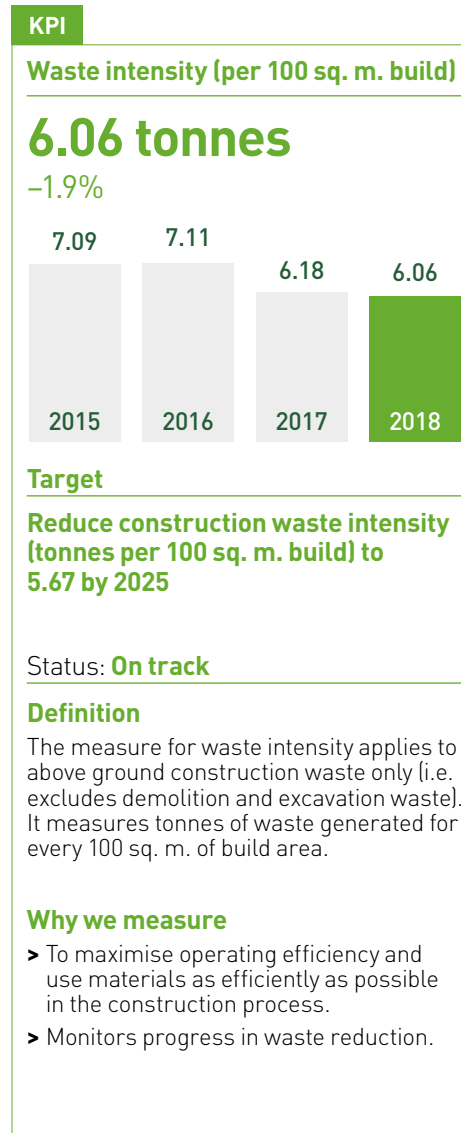 KPI
Waste intensity (per 100 sq. m. build)
6.06 tonnes
–1.9%
7.09
7.11
6.18
6.06
2015
2016
2017
2018
Target
Reduce construction waste intensity
(tonnes per 100 sq. m. build) to
5.67 by 2025
Status: On track
Definition
The measure for waste intensity applies to
above ground construction waste only (i.e.
excludes demolition and excavation waste).
It measures tonnes of waste generated for
every 100 sq. m. of build area.
Why we measure
> To maximise operating efficiency and
use materials as efficiently as possible
in the construction process.
> Monitors progress in waste reduction.